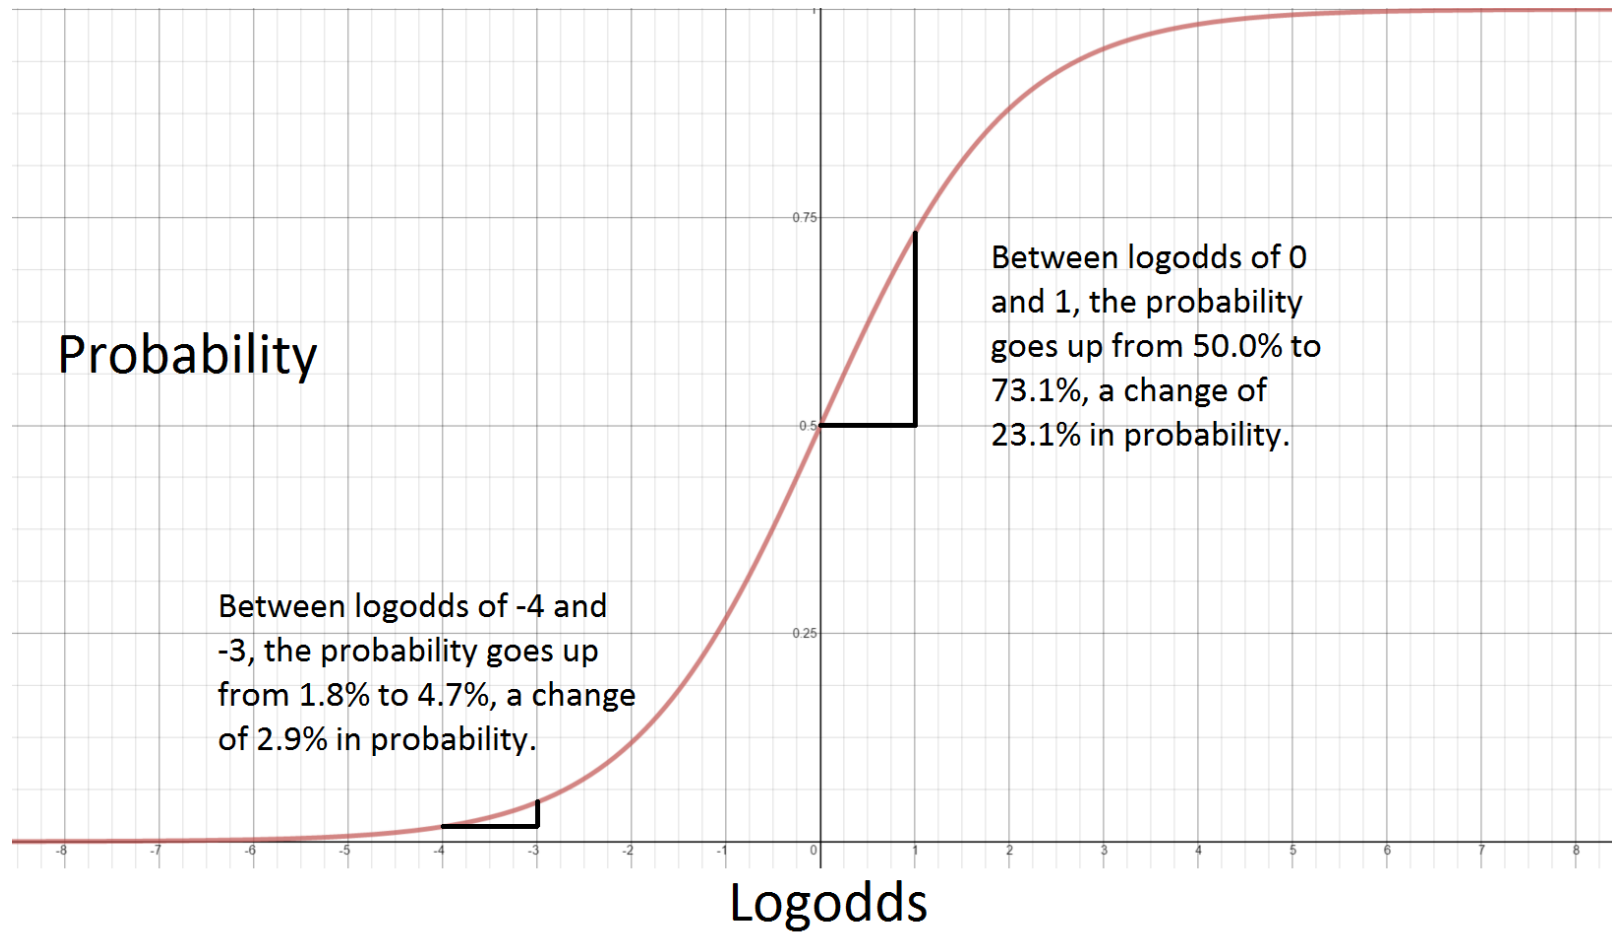 1
0.75
Between logodds of 0
and 1, the probability
goes up from 50.0% to
73.1%, a change of
23.1% in probability.
Probability
0.5
Between logodds of -4 and
-3, the probability goes up
from 1.8% to 4.7%, a change
of 2.9% in probability.
0.25
-8 -7 -6 -5 -4 -3 -2 -1 0 1 2 3 4 5 6 7 8
Logodds